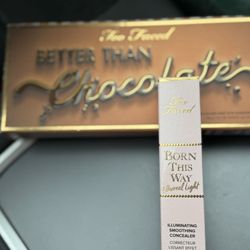 Too Faced
BETTER THAN
Chocolate
Too
Faced
BORN
THIS
WAY
Ethereal Light
ILLUMINATING
SMOOTHING
CONCEALER
CORRECTEUR
LISSANT EFFET